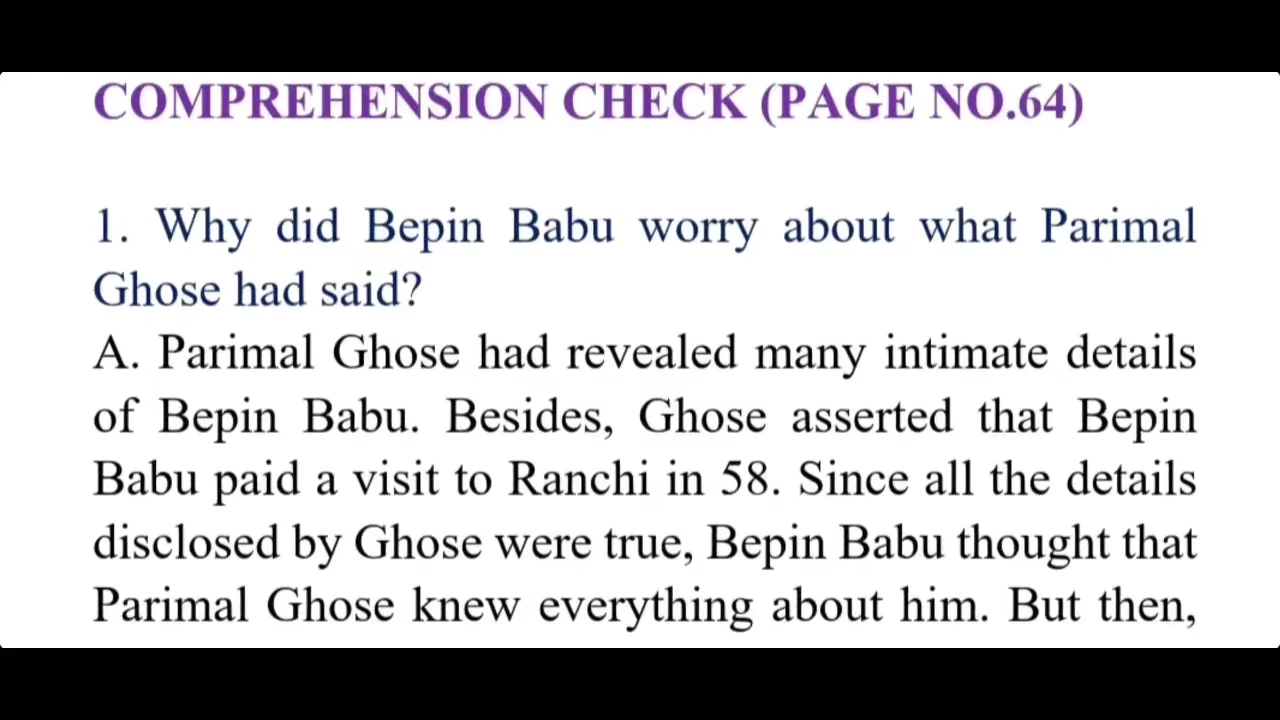 COMPREHENSION CHECK (PAGE NO.64)
1. Why did Bepin Babu worry about what Parimal
Ghose had said?
A. Parimal Ghose had revealed many intimate details
of Bepin Babu. Besides, Ghose asserted that Bepin
Babu paid a visit to Ranchi in 58. Since all the details
disclosed by Ghose were true, Bepin Babu thought that
Parimal Ghose knew everything about him. But then,